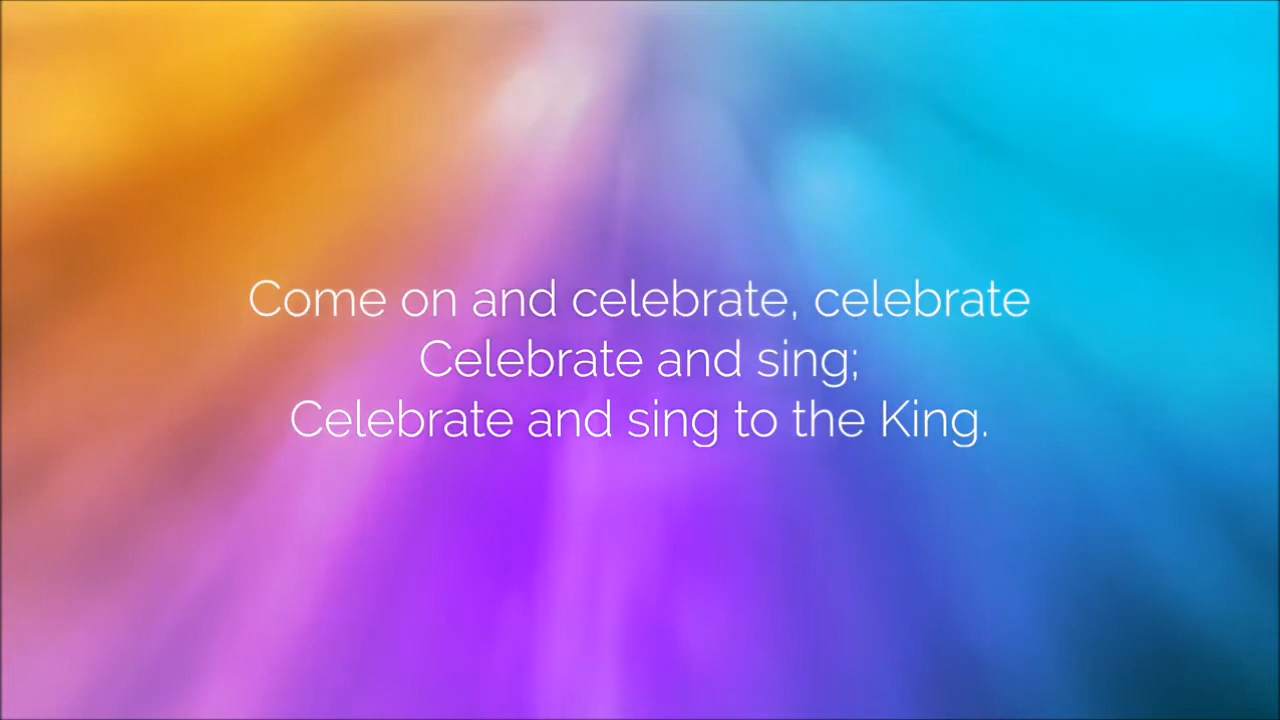 Come on and celebrate, celebrate
Celebrate and sing;
Celebrate and sing to the King.